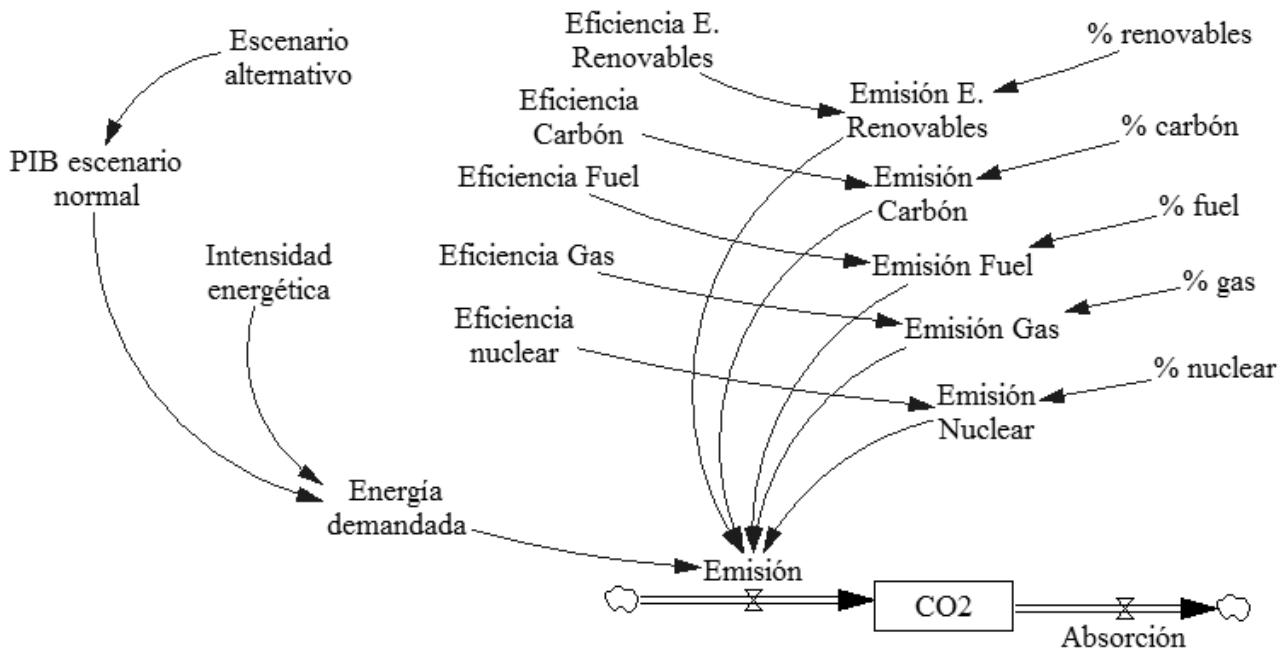 Escenario
alternativo
PIB escenario
normal
Intensidad
energética
Energía
demandada
Eficiencia E.
Renovables
Eficiencia
Carbón
Eficiencia Fuel
Eficiencia Gas
Eficiencia
nuclear
% renovables
Emisión E.
Renovables
% carbón
Emisión
Carbón
% fuel
Emisión Fuel
% gas
Emisión Gas
% nuclear
Emisión
Nuclear
Emisión
CO2
Absorción